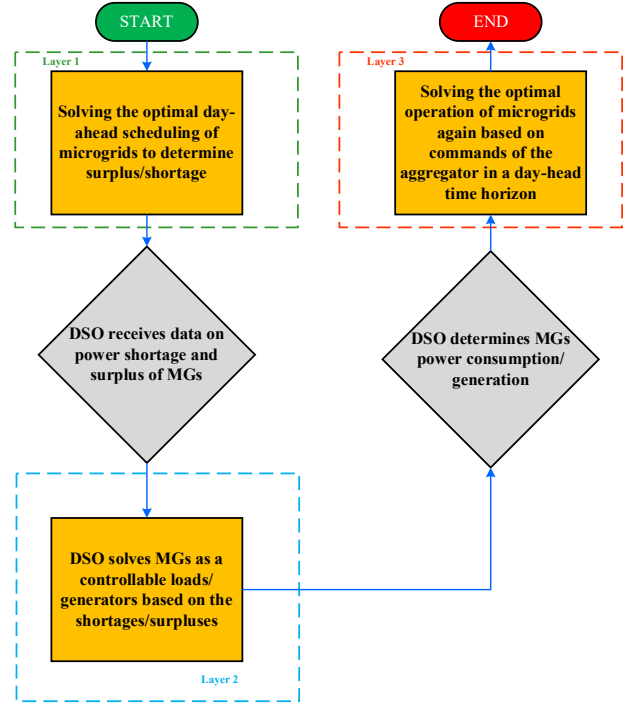 START
Layer 1
Solving the optimal day-
ahead scheduling of
microgrids to determine
surplus/shortage
DSO receives data on
power shortage and
surplus of MGs
DSO solves MGs as a
controllable loads/
generators based on the
shortages/surpluses
Layer 2
DSO determines MGs
power consumption/
generation
Layer 3
Solving the optimal
operation of microgrids
again based on
commands of the
aggregator in a day-head
time horizon
END